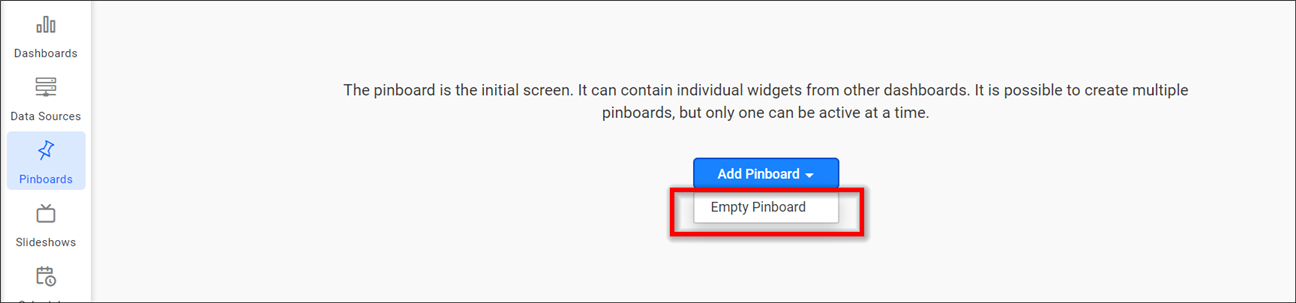 Dashboards
Data Sources
Pinboards
Slideshows
The pinboard is the initial screen. It can contain individual widgets from other dashboards. It is possible to create multiple
pinboards, but only one can be active at a time.
Add Pinboard
Empty Pinboard